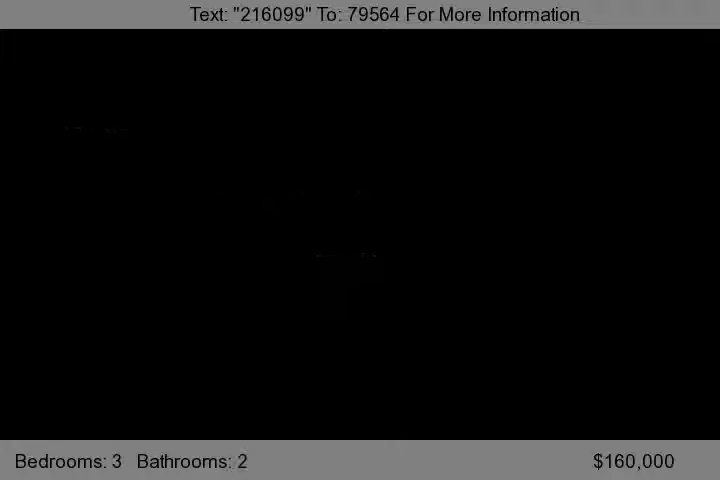 Text: "216099" To: 79564 For More Information
Bedrooms: 3 Bathrooms: 2 $160,000